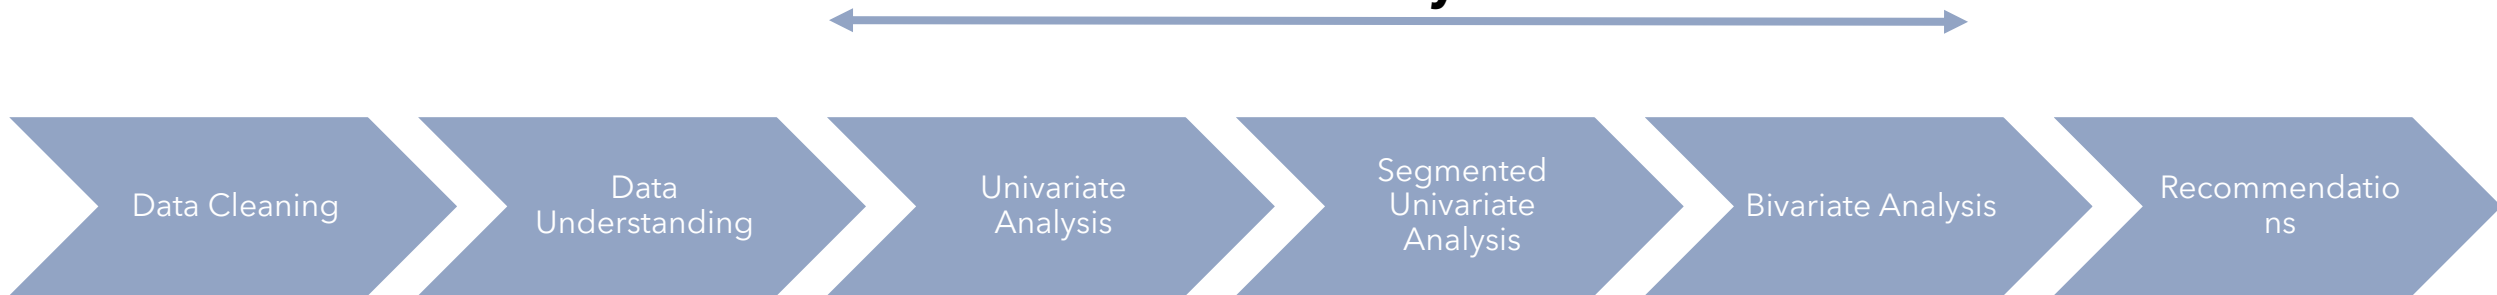 Data Cleaning
Data
Understanding
Univariate
Analysis
Segmented
Univariate
Analysis
Bivariate Analysis
Recommendatio
ns